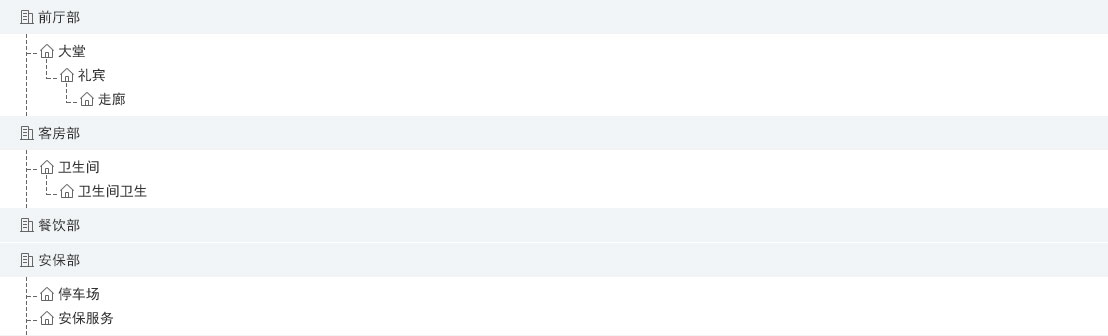 前厅部
大堂
礼宾
走廊
客房部
卫生间
卫生间卫生
餐饮部
安保部
停车场
安保服务